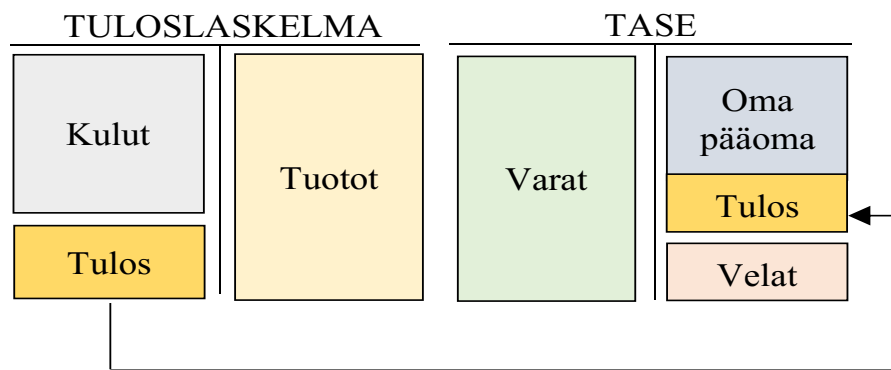 TULOSLASKELMA
Kulut
Tulos
Tuotot
TASE
Varat
Oma
pääoma
Tulos
Velat